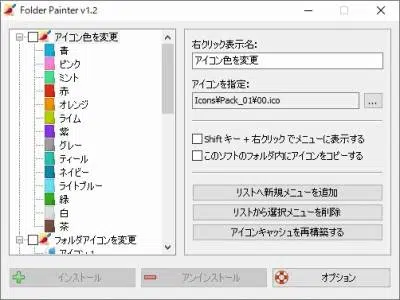 Folder Painter v1.2
アイコン色を変更
青
ピンク
ミント
赤
オレンジ
ライム
紫
グレー
ティール
ネイビー
ライトブルー
緑
白
茶
フォルダアイコンを変更
右クリック表示名:
アイコン色を変更
アイコンを指定:
Icons¥Pack_01¥00.ico
...
Shift キー + 右クリックでメニューに表示する
このソフトのフォルダ内にアイコンをコピーする
リストへ新規メニューを追加
リストから選択メニューを削除
アイコンキャッシュを再構築する
インストール
アンインストール
オプション